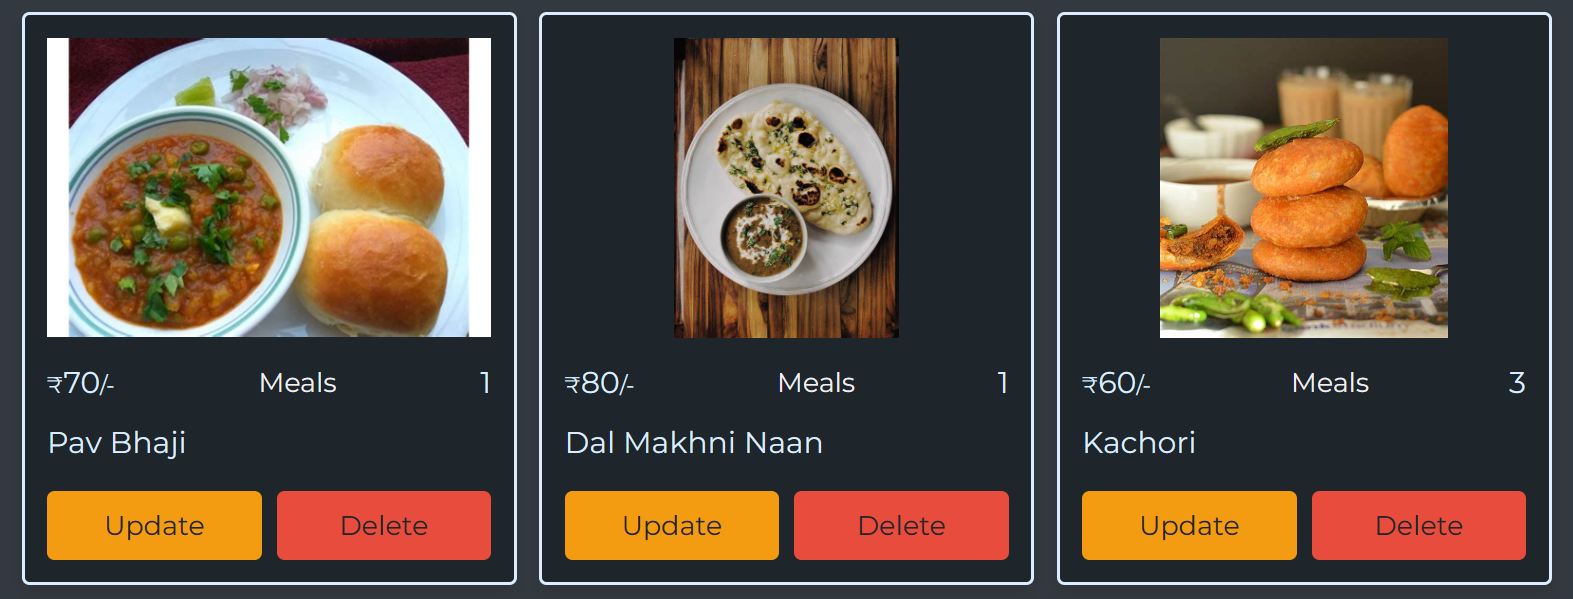 ₹70/- Meals 1
Pav Bhaji
Update Delete
₹80/- Meals 1
Dal Makhni Naan
Update Delete
₹60/- Meals 3
Kachori
Update Delete